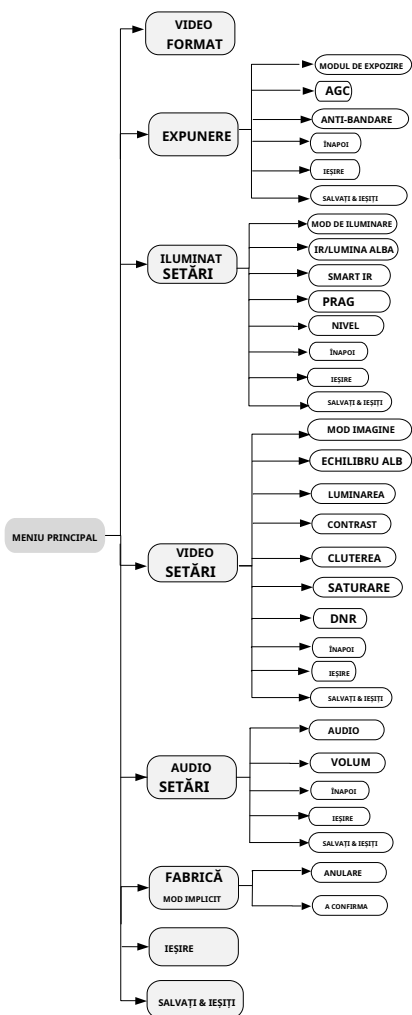 VIDEO
FORMAT
MODUL DE EXPOZIRE
AGC
EXPUNERE
ANTI-BANDARE
ÎNAPOI
IEȘIRE
SALVAȚI & IEȘIȚI
MOD DE ILUMINARE
IR/LUMINA ALBA
ILUMINAT
SETĂRI
SMART IR
PRAG
NIVEL
ÎNAPOI
IEȘIRE
SALVAȚI & IEȘIȚI
MOD IMAGINE
ECHILIBRU ALB
LUMINAREA
CONTRAST
MENIU PRINCIPAL
VIDEO
SETĂRI
CLUTEREA
SATURARE
DNR
ÎNAPOI
IEȘIRE
SALVAȚI & IEȘIȚI
AUDIO
VOLUM
AUDIO
SETĂRI
ÎNAPOI
IEȘIRE
SALVAȚI & IEȘIȚI
FABRICĂ
MOD IMPLICIT
ANULARE
A CONFIRMA
IEȘIRE
SALVAȚI & IEȘIȚI